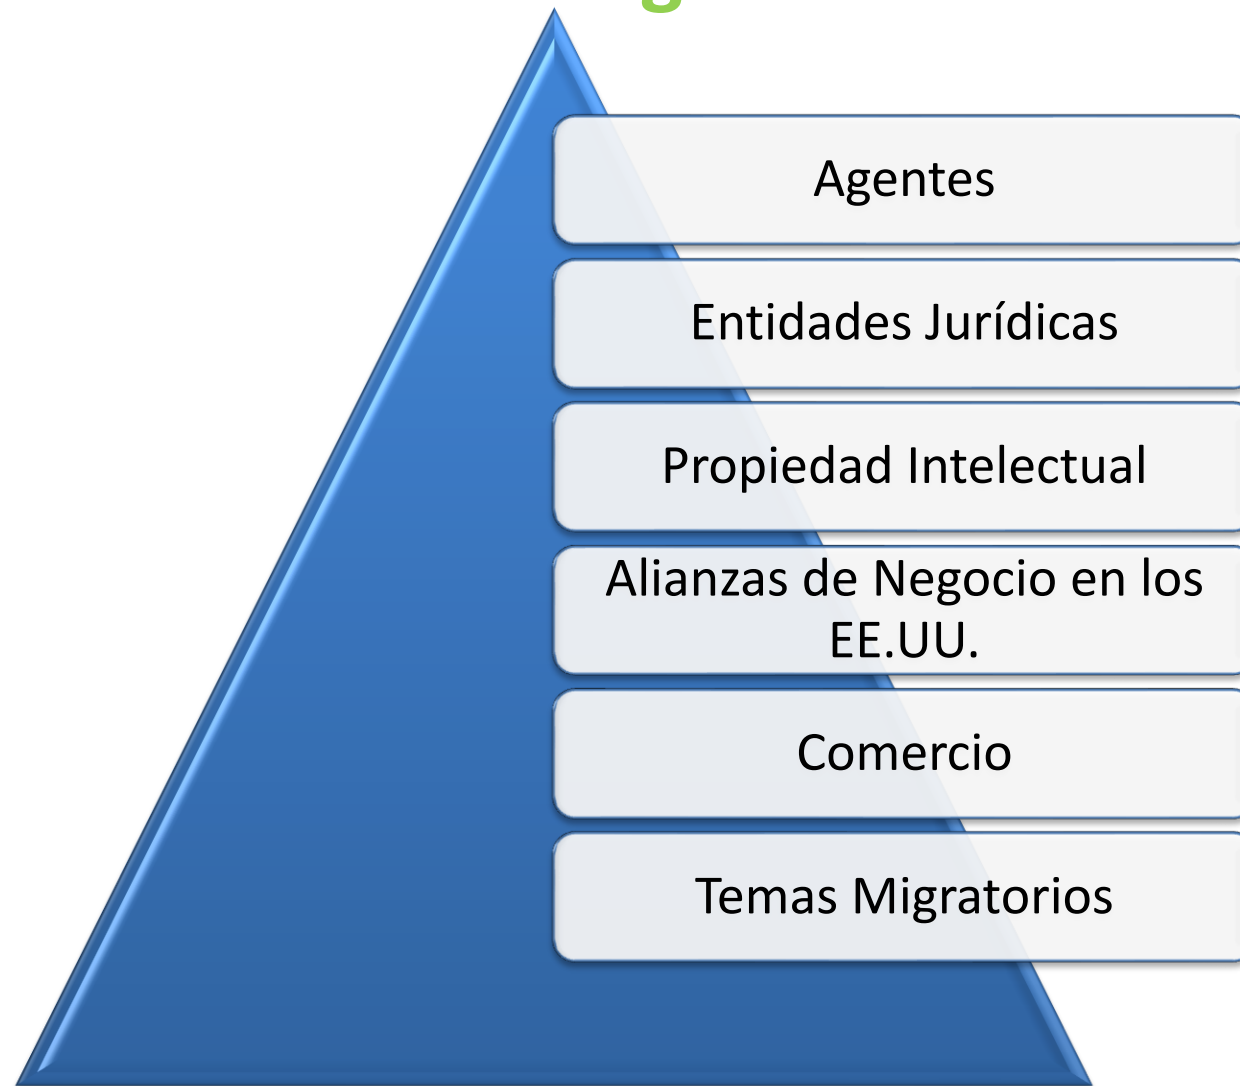 Agentes
Entidades Jurídicas
Propiedad Intelectual
Alianzas de Negocio en los
EE.UU.
Comercio
Temas Migratorios